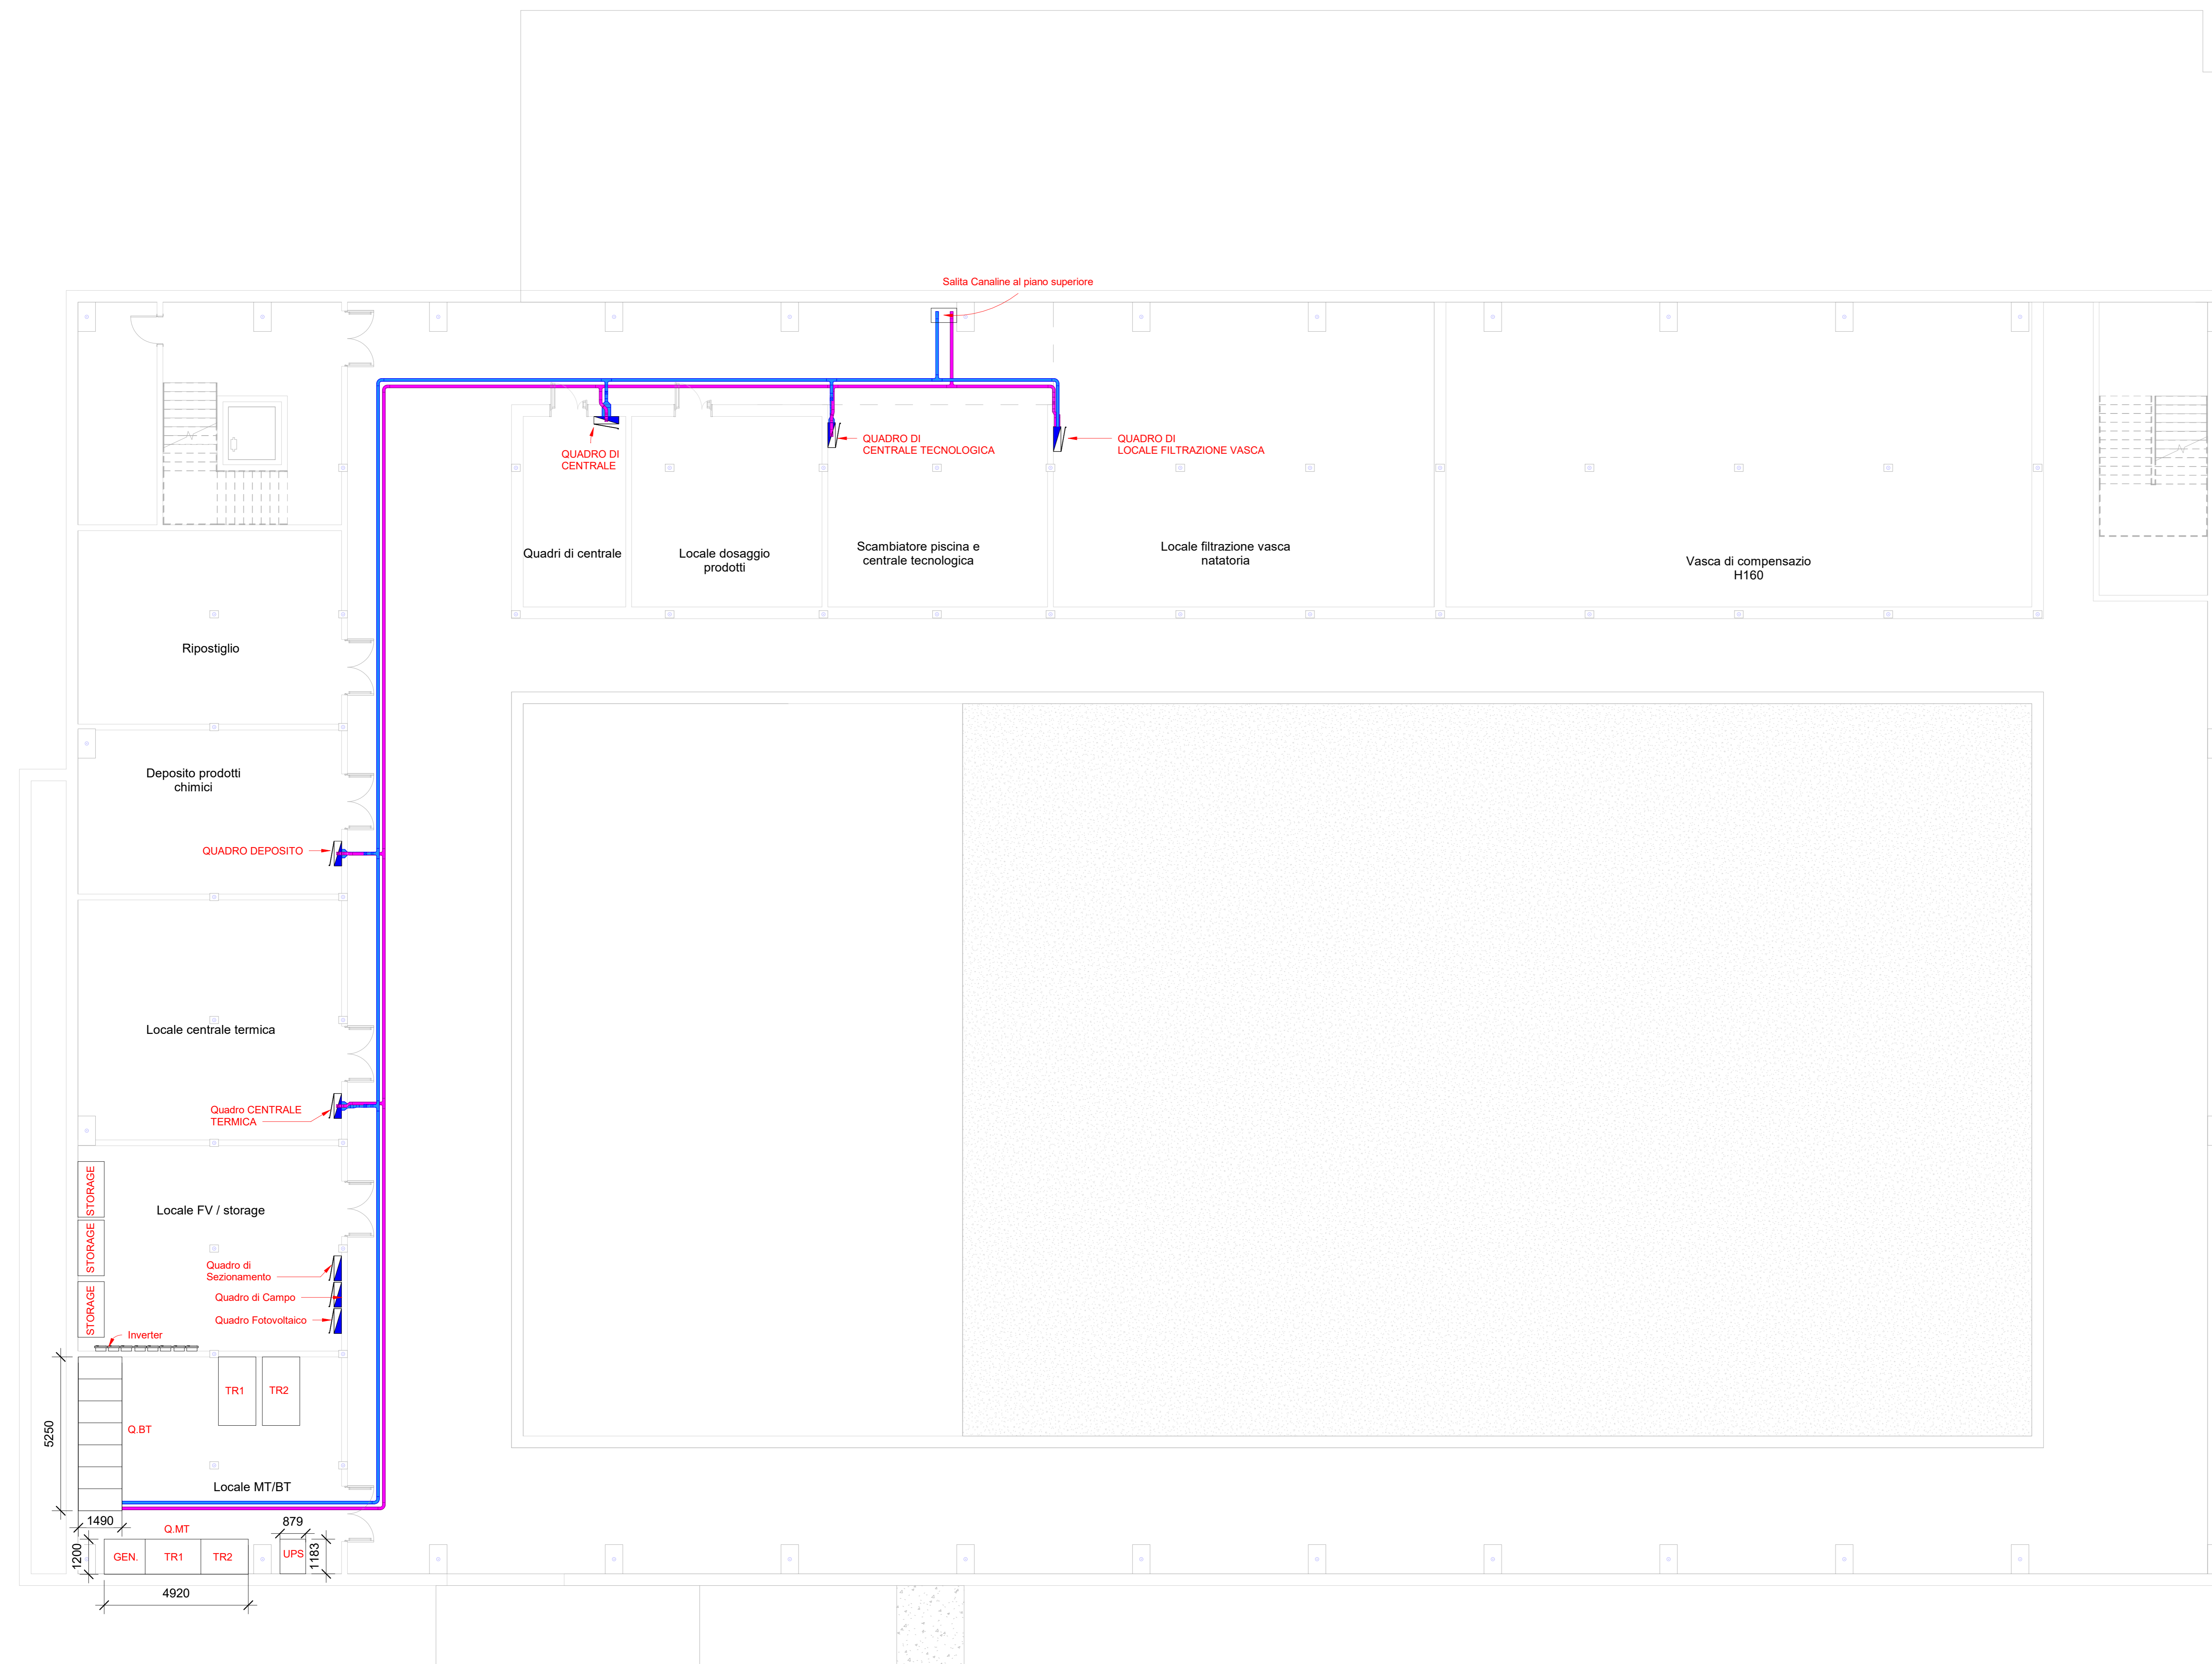 Salita Canaline al piano superiore
QUADRO DI
CENTRALE
QUADRO DI
CENTRALE TECNOLOGICA
QUADRO DI
LOCALE FILTRAZIONE VASCA
Quadri di centrale
Locale dosaggio
prodotti
Scambiatore piscina e
centrale tecnologica
Locale filtrazione vasca
natatoria
Vasca di compensazio
H160
Ripostiglio
Deposito prodotti
chimici
QUADRO DEPOSITO
Locale centrale termica
Quadro CENTRALE
TERMICA
STORAGE
STORAGE
STORAGE
Locale FV / storage
Quadro di
Sezionamento
Quadro di Campo
Quadro Fotovoltaico
Inverter
TR1
TR2
5250
Q.BT
Locale MT/BT
1490
Q.MT
879
1200
GEN.
TR1
TR2
UPS
1183
4920